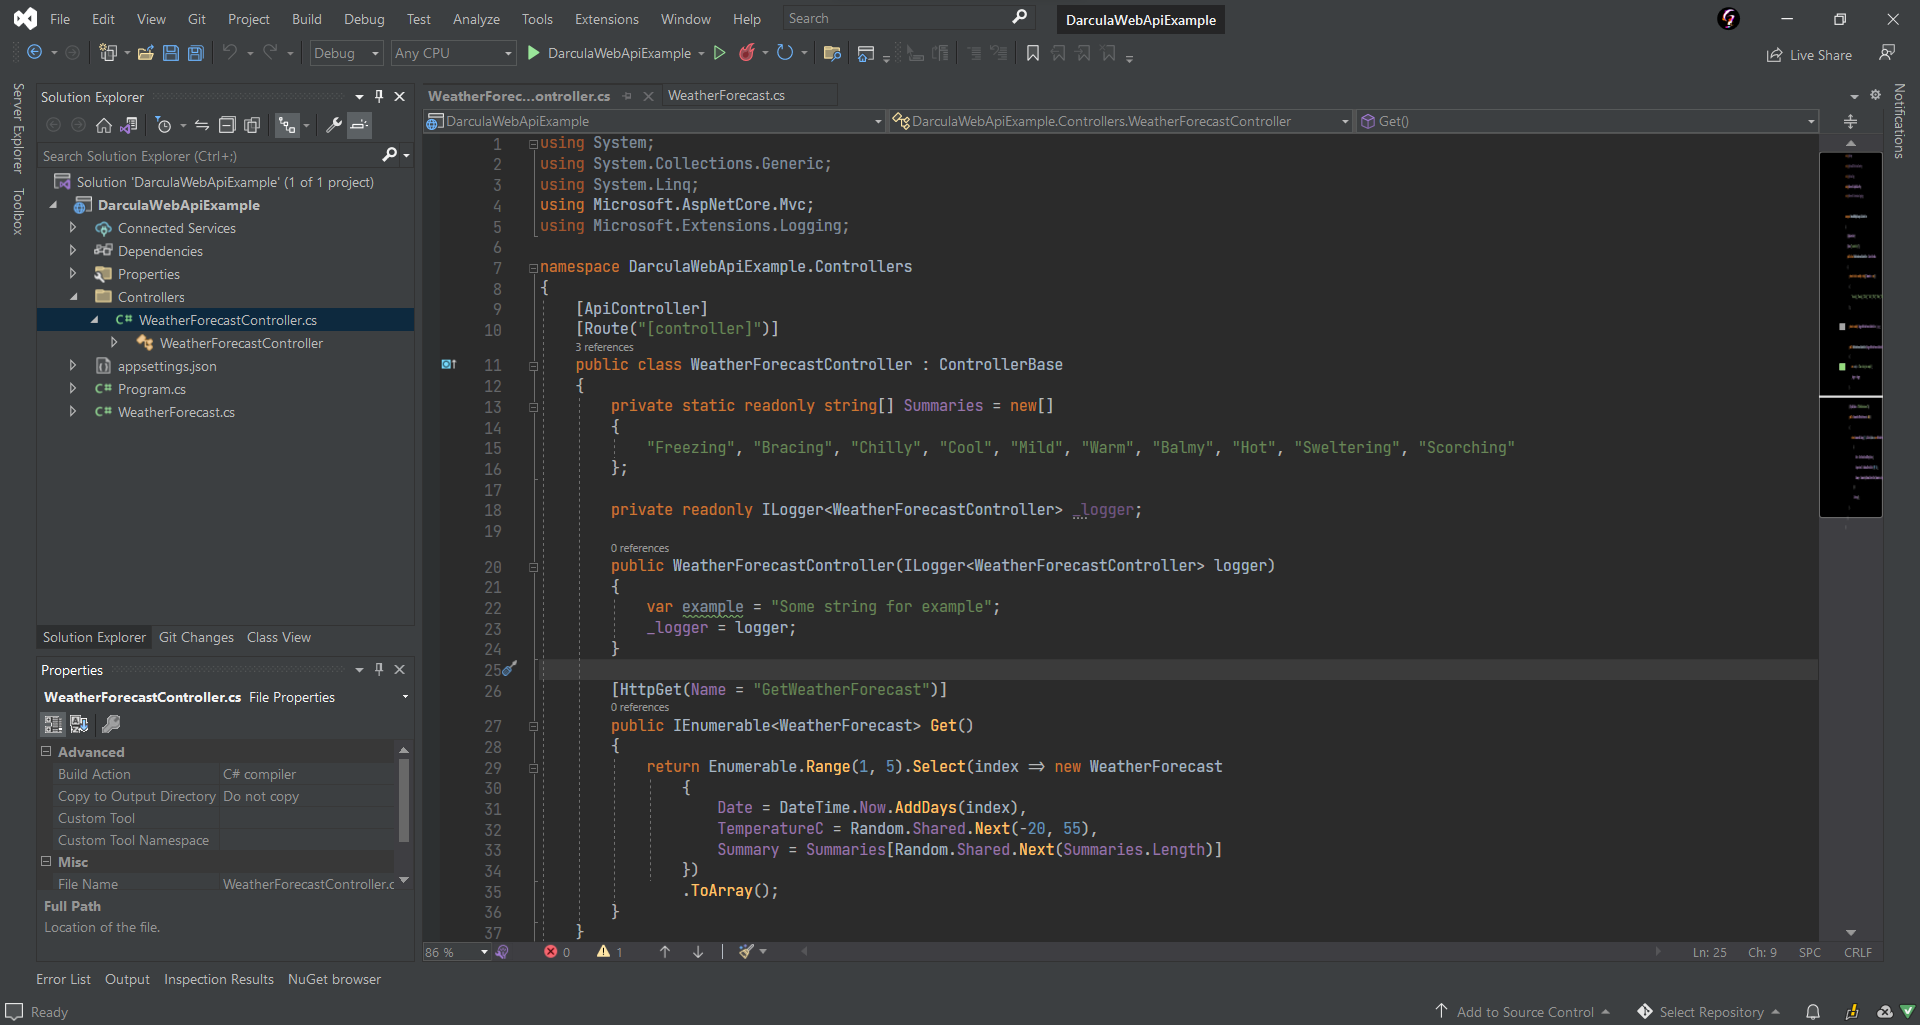 File Edit View Git Project Build Debug Test Analyze Tools Extensions Window Help Search DarculaWebApiExample
Debug Any CPU DarculaWebApiExample Live Share
Server Explorer
Toolbox
Solution Explorer
Search Solution Explorer (Ctrl+;)
Solution 'DarculaWebApiExample' (1 of 1 project)
DarculaWebApiExample
Connected Services
Dependencies
Properties
Controllers
C# WeatherForecastController.cs
WeatherForecastController
appsettings.json
C# Program.cs
C# WeatherForecast.cs
Solution Explorer Git Changes Class View
Properties
WeatherForecastController.cs File Properties
Advanced
Build Action C# compiler
Copy to Output Directory Do not copy
Custom Tool
Custom Tool Namespace
Misc
File Name WeatherForecastController.c
Full Path
Location of the file.
WeatherForec...ontroller.cs WeatherForecast.cs
DarculaWebApiExample DarculaWebApiExample.Controllers.WeatherForecastController Get()
1 using System;
2 using System.Collections.Generic;
3 using System.Linq;
4 using Microsoft.AspNetCore.Mvc;
5 using Microsoft.Extensions.Logging;
6
7 namespace DarculaWebApiExample.Controllers
8 {
9 [ApiController]
10 [Route("[controller]")]
3 references
11 public class WeatherForecastController : ControllerBase
12 {
13 private static readonly string[] Summaries = new[]
14 {
15 "Freezing", "Bracing", "Chilly", "Cool", "Mild", "Warm", "Balmy", "Hot", "Sweltering", "Scorching"
16 };
17
18 private readonly ILogger<WeatherForecastController> _logger;
19
0 references
20 public WeatherForecastController(ILogger<WeatherForecastController> logger)
21 {
22 var example = "Some string for example";
23 _logger = logger;
24 }
25
26 [HttpGet(Name = "GetWeatherForecast")]
0 references
27 public IEnumerable<WeatherForecast> Get()
28 {
29 return Enumerable.Range(1, 5).Select(index => new WeatherForecast
30 {
31 Date = DateTime.Now.AddDays(index),
32 TemperatureC = Random.Shared.Next(-20, 55),
33 Summary = Summaries[Random.Shared.Next(Summaries.Length)]
34 })
35 .ToArray();
36 }
37 }
86 % 0 1 Ln: 25 Ch: 9 SPC CRLF
Notifications
Error List Output Inspection Results NuGet browser
Ready Add to Source Control Select Repository